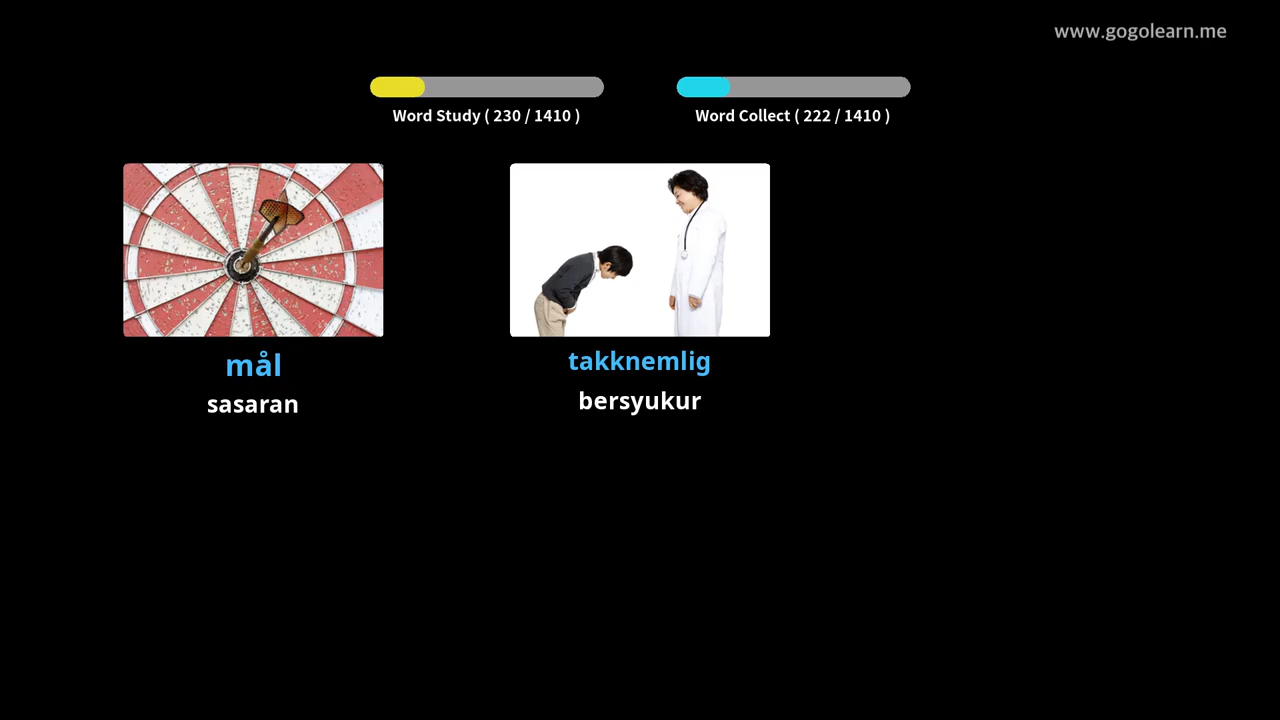 www.gogolearn.me
Word Study ( 230 / 1410 )
Word Collect ( 222 / 1410 )
mål
sasaran
takknemlig
bersyukur